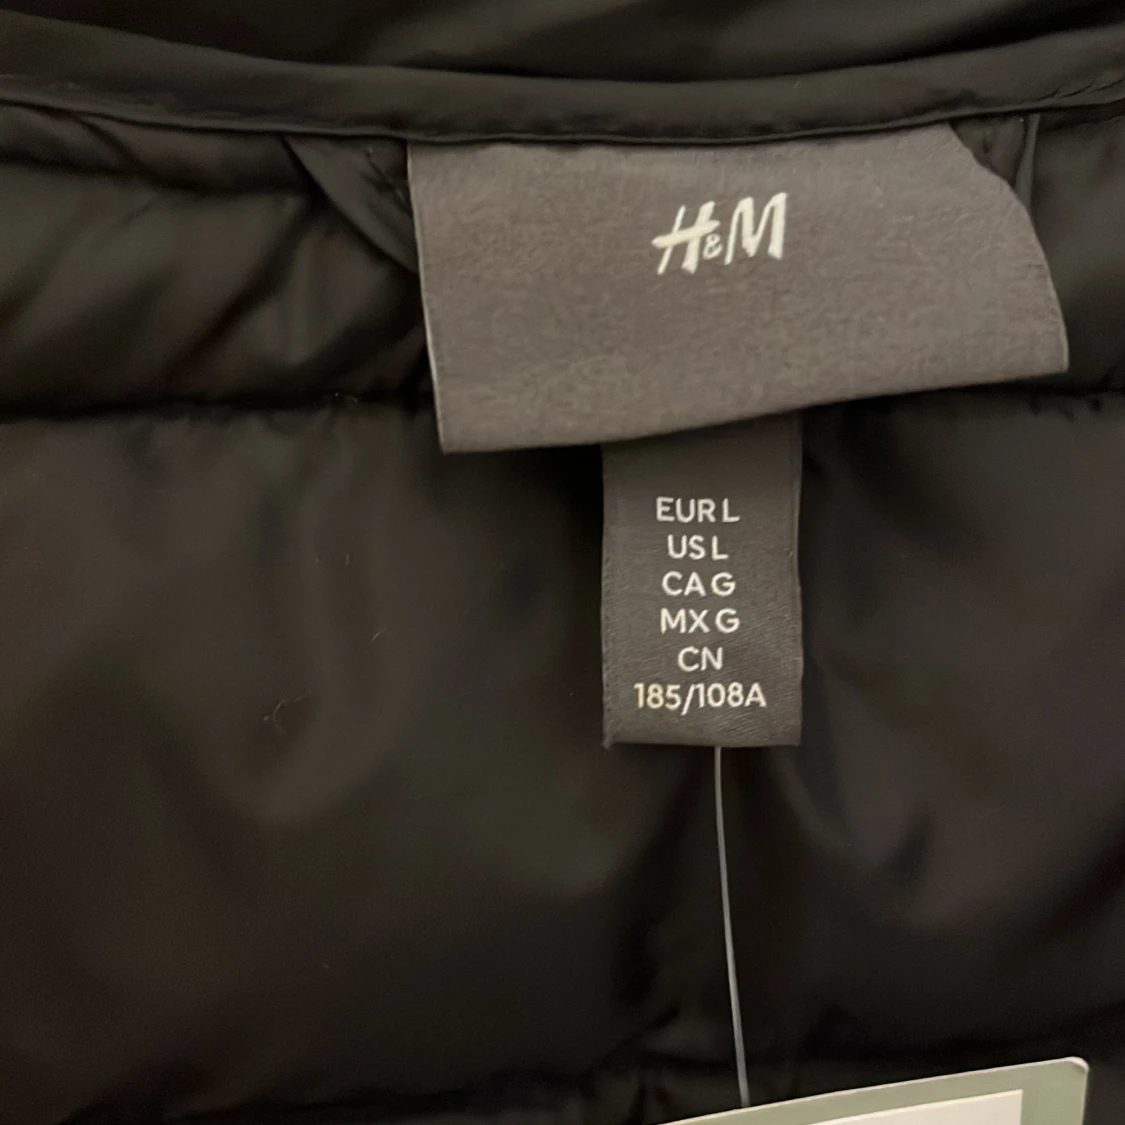 H&M
EUR L
US L
CA G
MX G
CN
185/108A